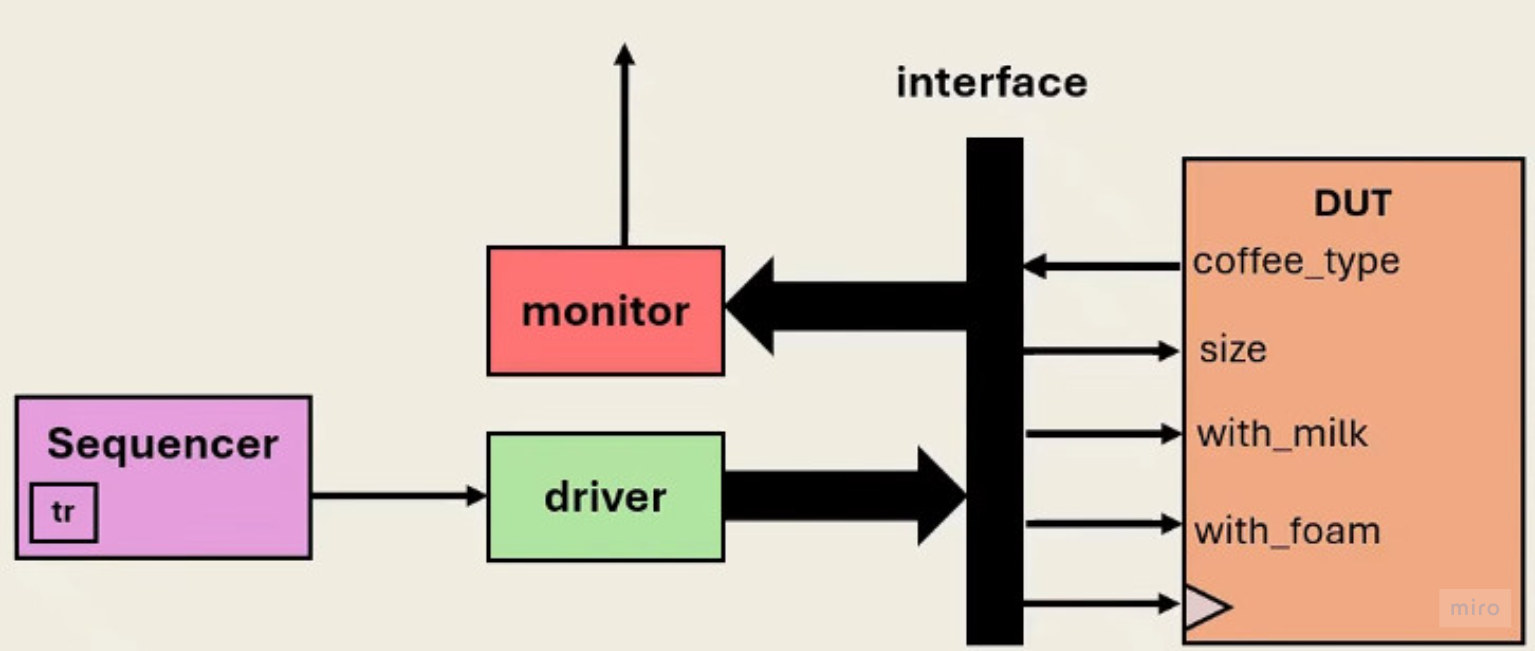 interface
DUT
coffee_type
monitor
size
Sequencer
with_milk
driver
tr
with_foam
miro